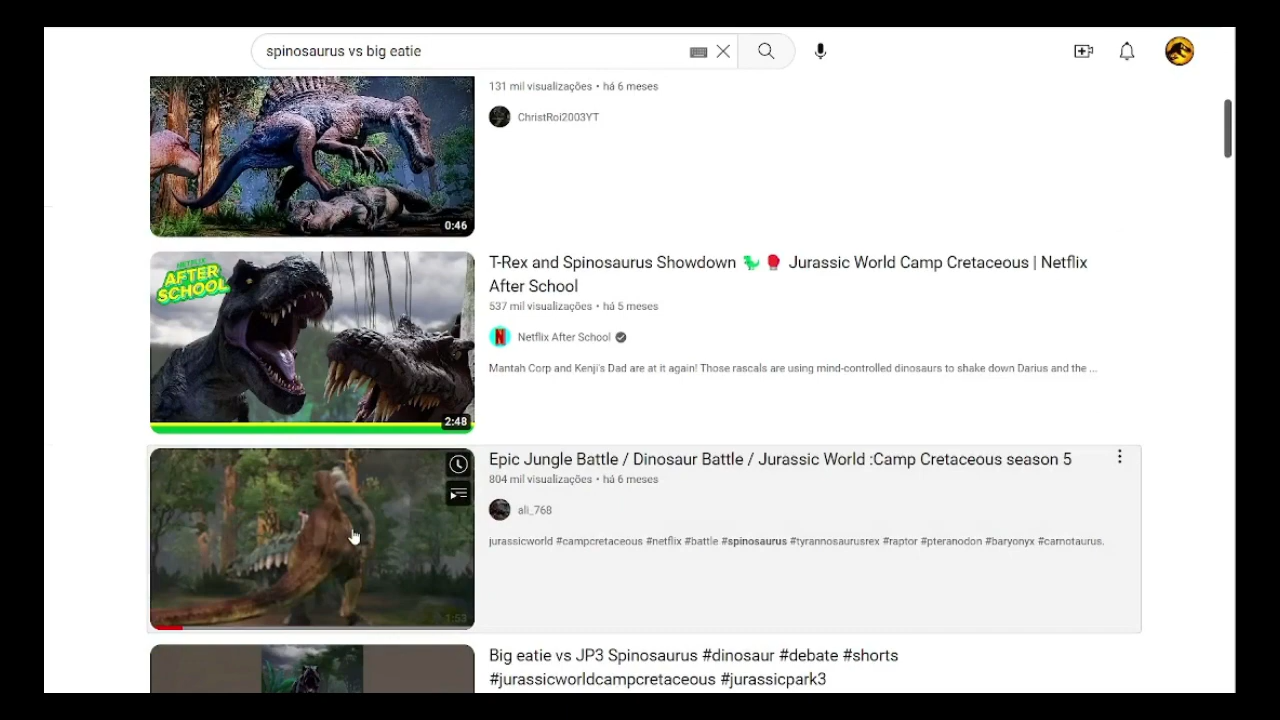 spinosaurus vs big eatie
131 mil visualizações • há 6 meses
ChristRoi2003YT
0:46
NETFLIX
AFTER
SCHOOL
T-Rex and Spinosaurus Showdown 🦖 🥊 Jurassic World Camp Cretaceous | Netflix
After School
537 mil visualizações • há 5 meses
N
Netflix After School
Mantah Corp and Kenji's Dad are at it again! Those rascals are using mind-controlled dinosaurs to shake down Darius and the ...
2:48
Epic Jungle Battle / Dinosaur Battle / Jurassic World :Camp Cretaceous season 5
804 mil visualizações • há 6 meses
ali_768
jurassicworld #campcretaceous #netflix #battle #spinosaurus #tyrannosaurusrex #raptor #pteranodon #baryonyx #carnotaurus.
1:53
Big eatie vs JP3 Spinosaurus #dinosaur #debate #shorts
#jurassicworldcampcretaceous #jurassicpark3